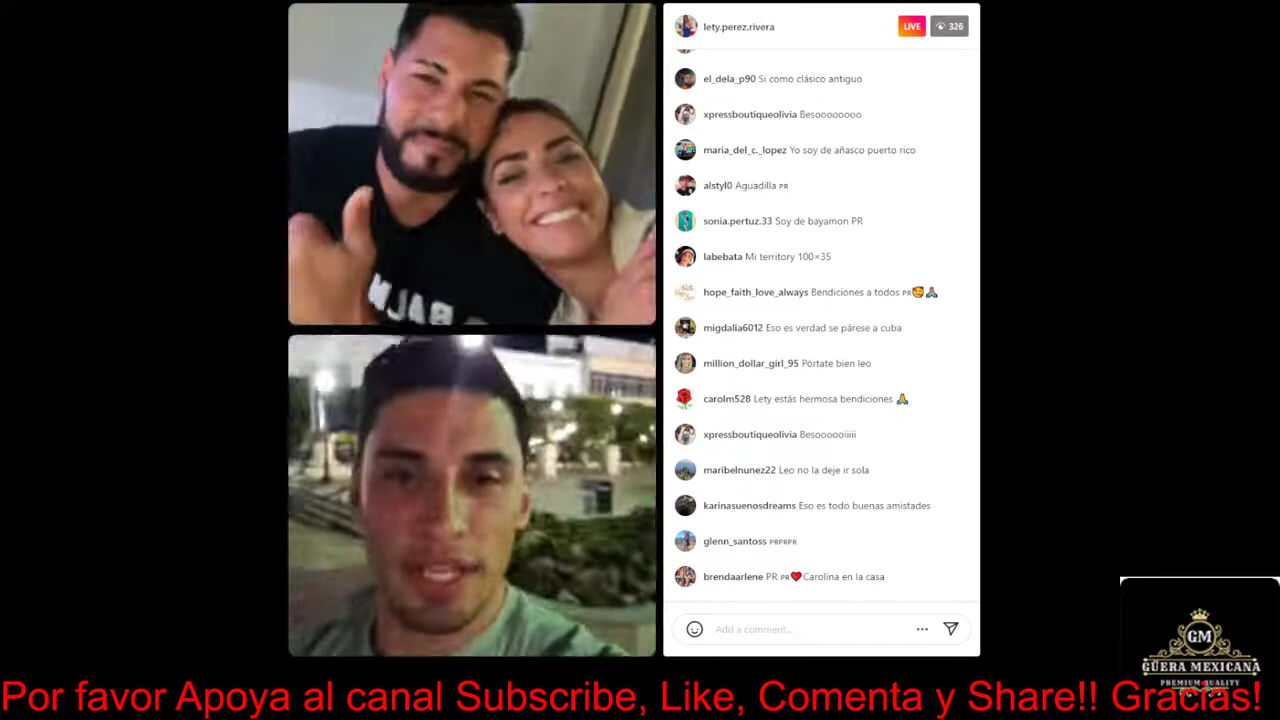 lety.perez.rivera
LIVE
326
el_dela_p90 Si como clásico antiguo
xpressboutiqueolivia Besoooooooo
maria_del_c._lopez Yo soy de añasco puerto rico
alstyl0 Aguadilla PR
sonia.pertuz.33 Soy de bayamon PR
labebata Mi territory 100×35
hope_faith_love_always Bendiciones a todos PR🥰🙏🏽
migdalia6012 Eso es verdad se párese a cuba
million_dollar_girl_95 Pórtate bien leo
carolm528 Lety estás hermosa bendiciones 🙏
xpressboutiqueolivia Besoooooiiiii
maribelnunez22 Leo no la deje ir sola
karinasuenosdreams Eso es todo buenas amistades
glenn_santoss PRPRPR
brendaarlene PR PR❤️Carolina en la casa
Add a comment...
GM
GÜERA MEXICANA
PREMIUM QUALITY
Por favor Apoya al canal Subscribe, Like, Comenta y Share!! Gracias!